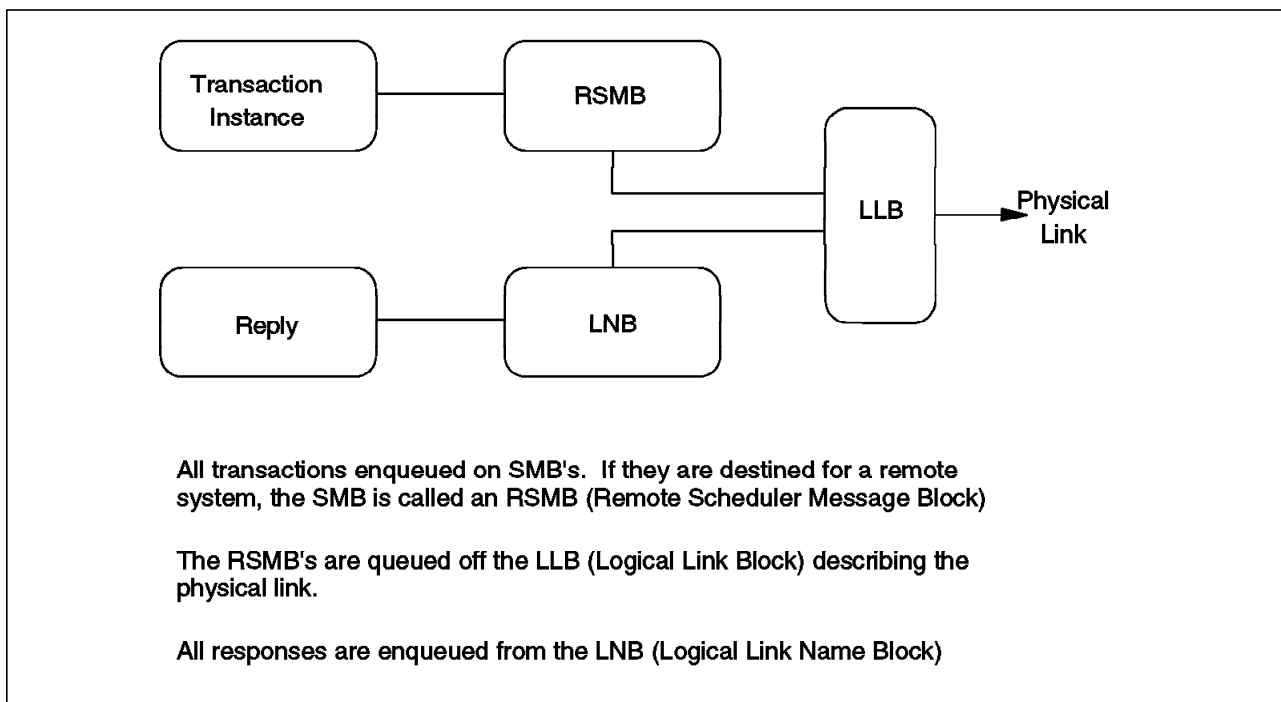 Transaction
Instance
RSMB
LLB
Physical
Link
Reply
LNB
All transactions enqueued on SMB's. If they are destined for a remote
system, the SMB is called an RSMB (Remote Scheduler Message Block)
The RSMB's are queued off the LLB (Logical Link Block) describing the
physical link.
All responses are enqueued from the LNB (Logical Link Name Block)